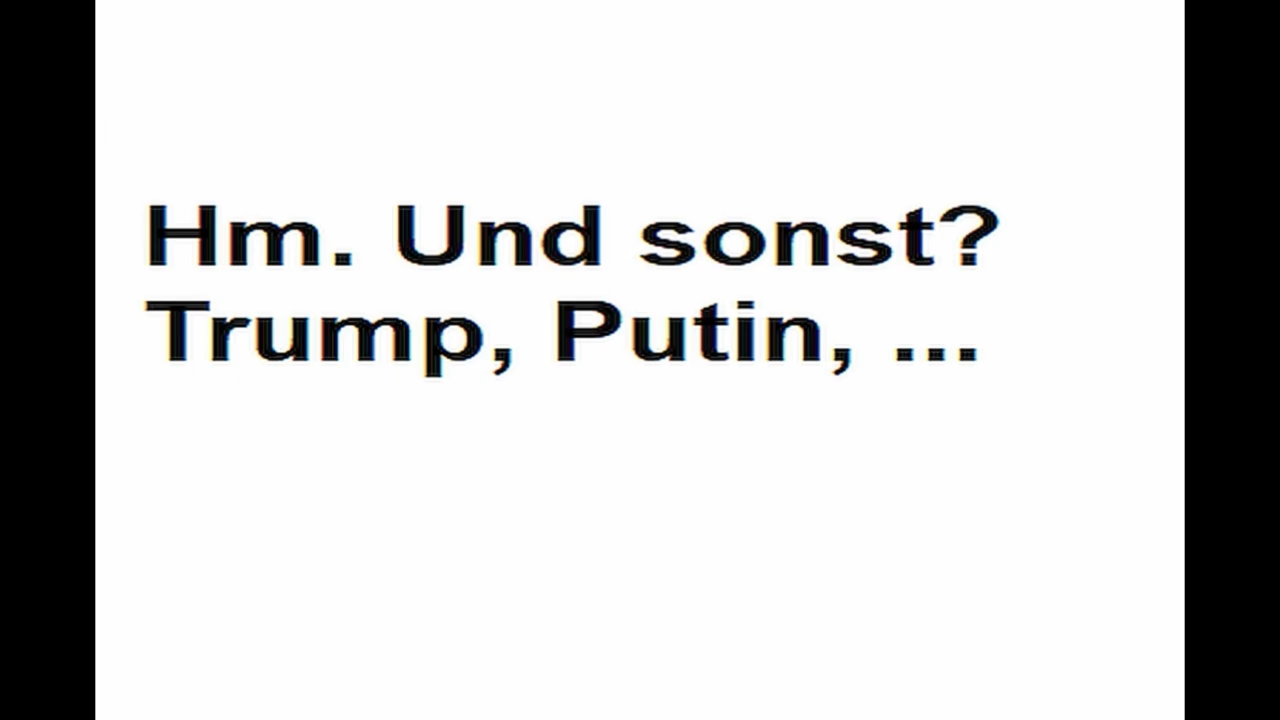 Hm. Und sonst?
Trump, Putin, ...